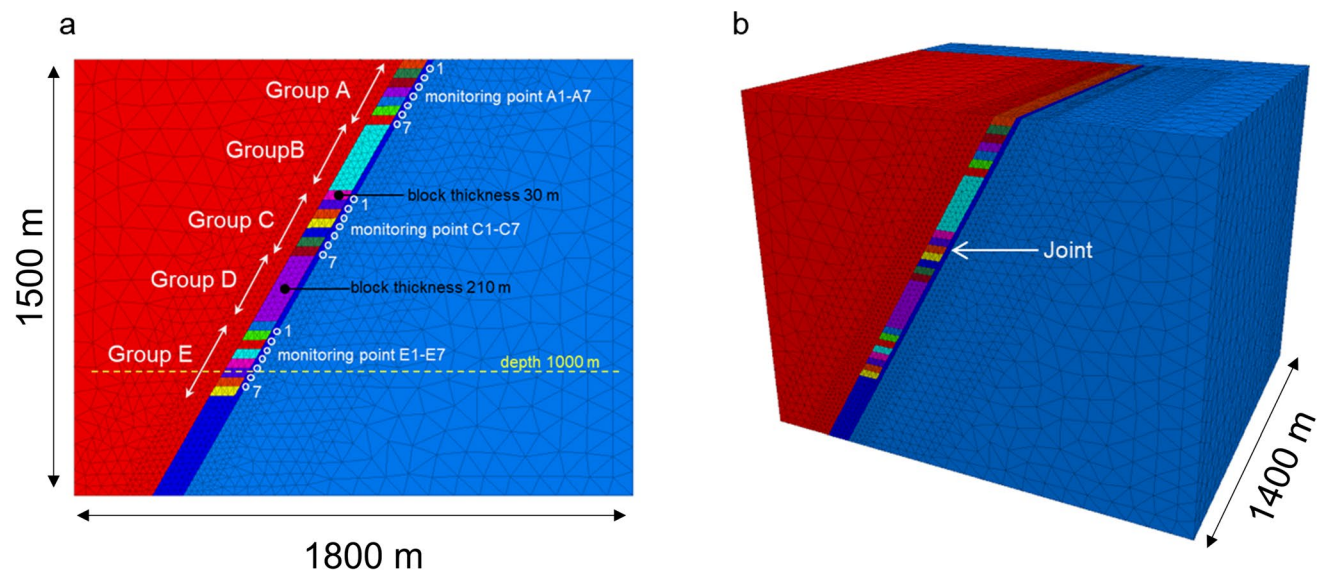 a
Group A
1
monitoring point A1-A7
7
GroupB
block thickness 30 m
1
Group C
monitoring point C1-C7
7
Group D
block thickness 210 m
1
Group E
monitoring point E1-E7
depth 1000 m
7
1500 m
1800 m
b
Joint
1400 m